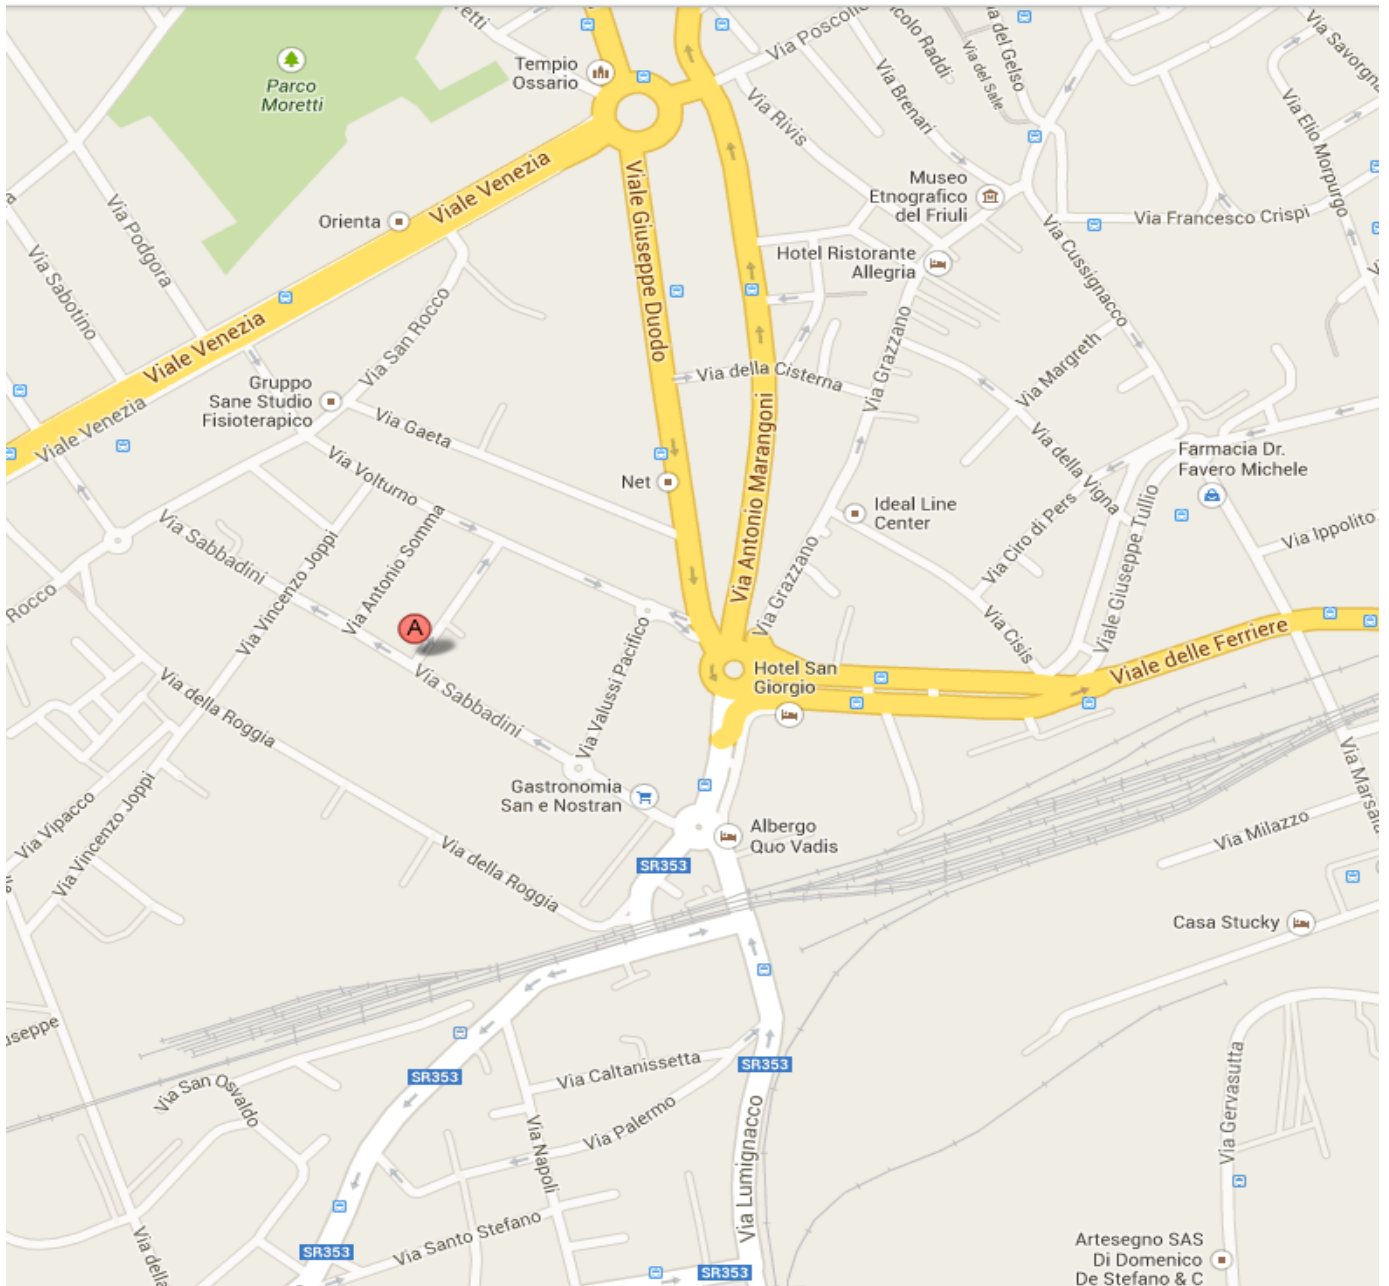 Via Poscolle
Vicolo Raddi
Via del Gelso
Via del Sale
Via Savorgna
Tempio
Ossario
Parco
Moretti
Via Brenari
Via Rivis
Via Elio Morpurgo
Viale Venezia
Orienta
Museo
Etnografico
del Friuli
Via Francesco Crispi
Via Podgora
Via Sabotino
Viale Giuseppe Duodo
Hotel Ristorante
Allegria
Via Cussignacco
Viale Venezia
Via San Rocco
Via Grazzano
Via Margreth
Via della Cisterna
Gruppo
Sane Studio
Fisioterapico
Viale Venezia
Via Gaeta
Via Antonio Marangoni
Via della Vigna
Farmacia Dr.
Favero Michele
Via Volturno
Net
Ideal Line
Center
Via Ciro di Pers
Viale Giuseppe Tullio
Via Ippolito
Via Sabbadini
Via Vincenzo Joppi
Via Antonio Somma
Via Grazzano
Rocco
A
Via Valussi Pacifico
Via Cisis
Viale delle Ferriere
Hotel San
Giorgio
Via Sabbadini
Via della Roggia
Gastronomia
San e Nostran
Via Vipacco
Via Vincenzo Joppi
Via Marsala
Via Milazzo
Albergo
Quo Vadis
SR353
Via della Roggia
Casa Stucky
useppe
Via San Osvaldo
SR353
Via Caltanissetta
SR353
Via Palermo
Via Napoli
Via Lumignacco
Via Gervasutta
Via Santo Stefano
Via della
SR353
SR353
Artesegno SAS
Di Domenico
De Stefano & C